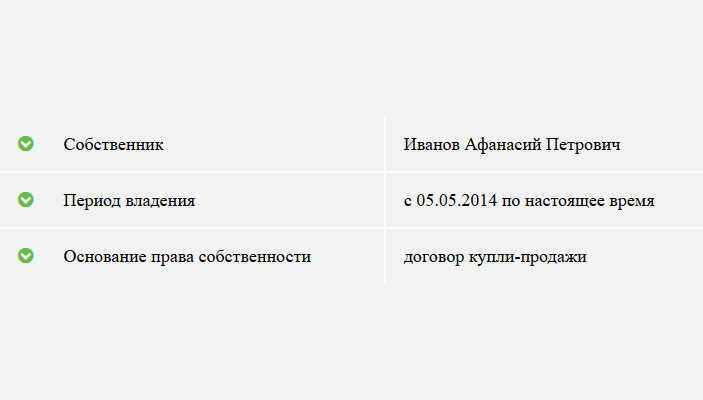 Собственник Иванов Афанасий Петрович
Период владения с 05.05.2014 по настоящее время
Основание права собственности договор купли-продажи